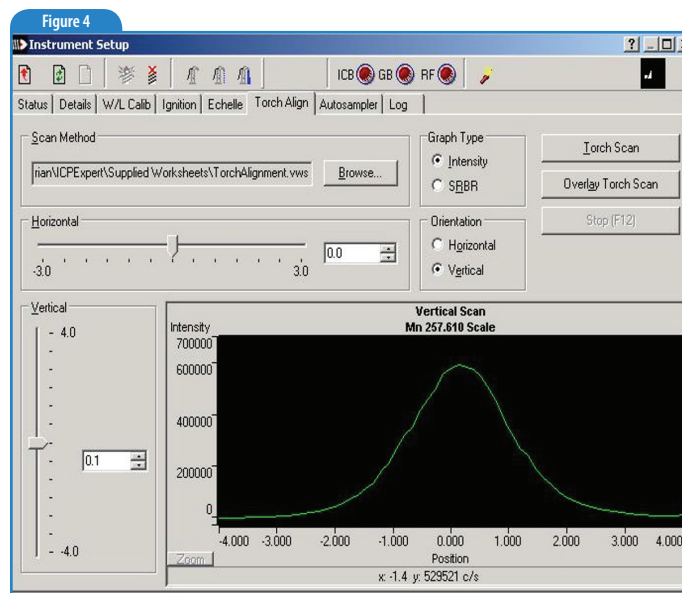 Figure 4
Instrument Setup
ICB GB RF
Status Details W/L Calib Ignition Echelle Torch Align Autosampler Log
Scan Method
rian\ICPExpert\Supplied Worksheets\TorchAlignment.vws Browse...
Graph Type
Intensity
SRBR
Torch Scan
Overlay Torch Scan
Stop (F12)
Horizontal
-3.0 3.0
0.0
Orientation
Horizontal
Vertical
Vertical
4.0
0.1
-4.0
Vertical Scan
Mn 257.610 Scale
Intensity
700000
600000
400000
200000
0
-4.000 -3.000 -2.000 -1.000 0.000 1.000 2.000 3.000 4.000
Position
Zoom
x: -1.4 y: 529521 c/s